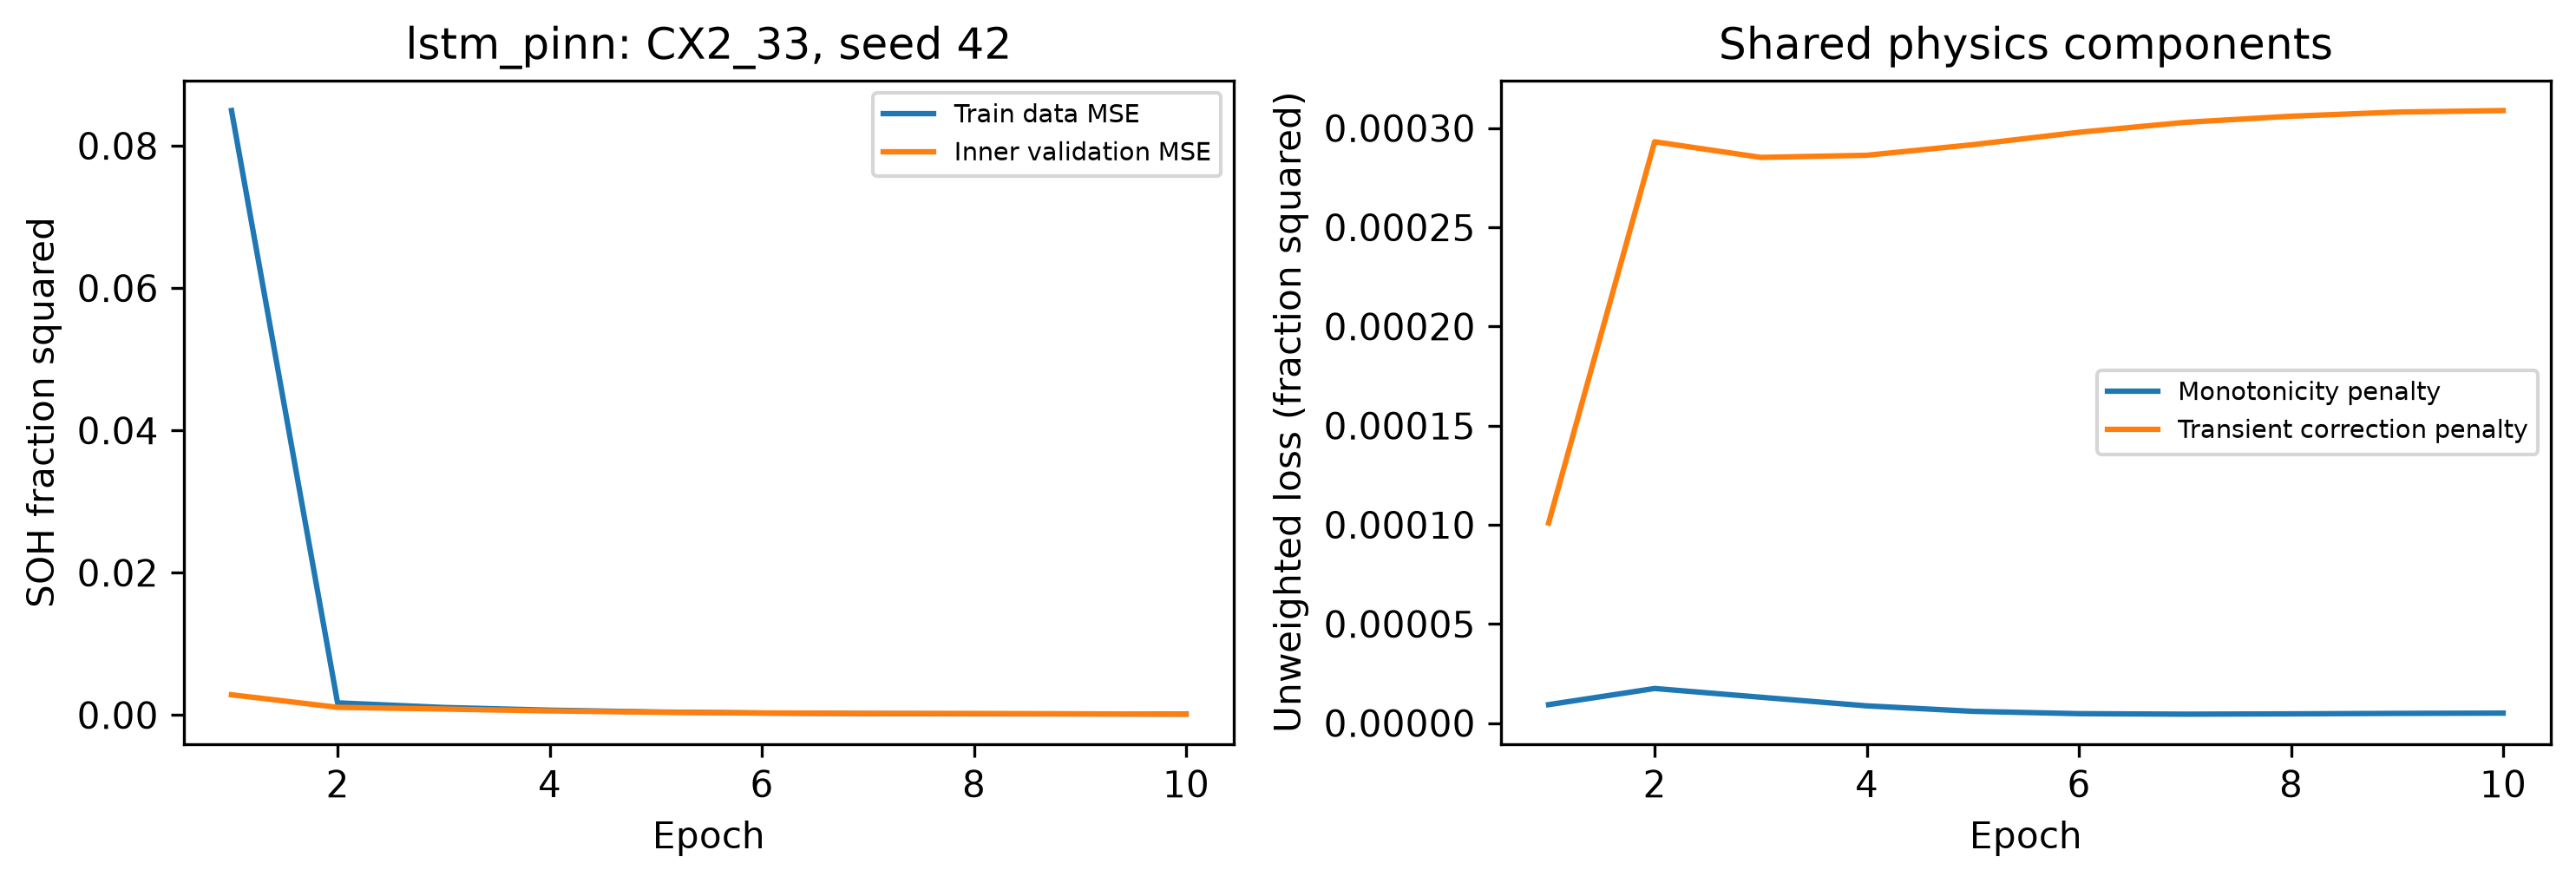 lstm_pinn: CX2_33, seed 42
SOH fraction squared
0.08
0.06
0.04
0.02
0.00
Train data MSE
Inner validation MSE
2 4 6 8 10
Epoch
Shared physics components
Unweighted loss (fraction squared)
0.00030
0.00025
0.00020
0.00015
0.00010
0.00005
0.00000
Monotonicity penalty
Transient correction penalty
2 4 6 8 10
Epoch